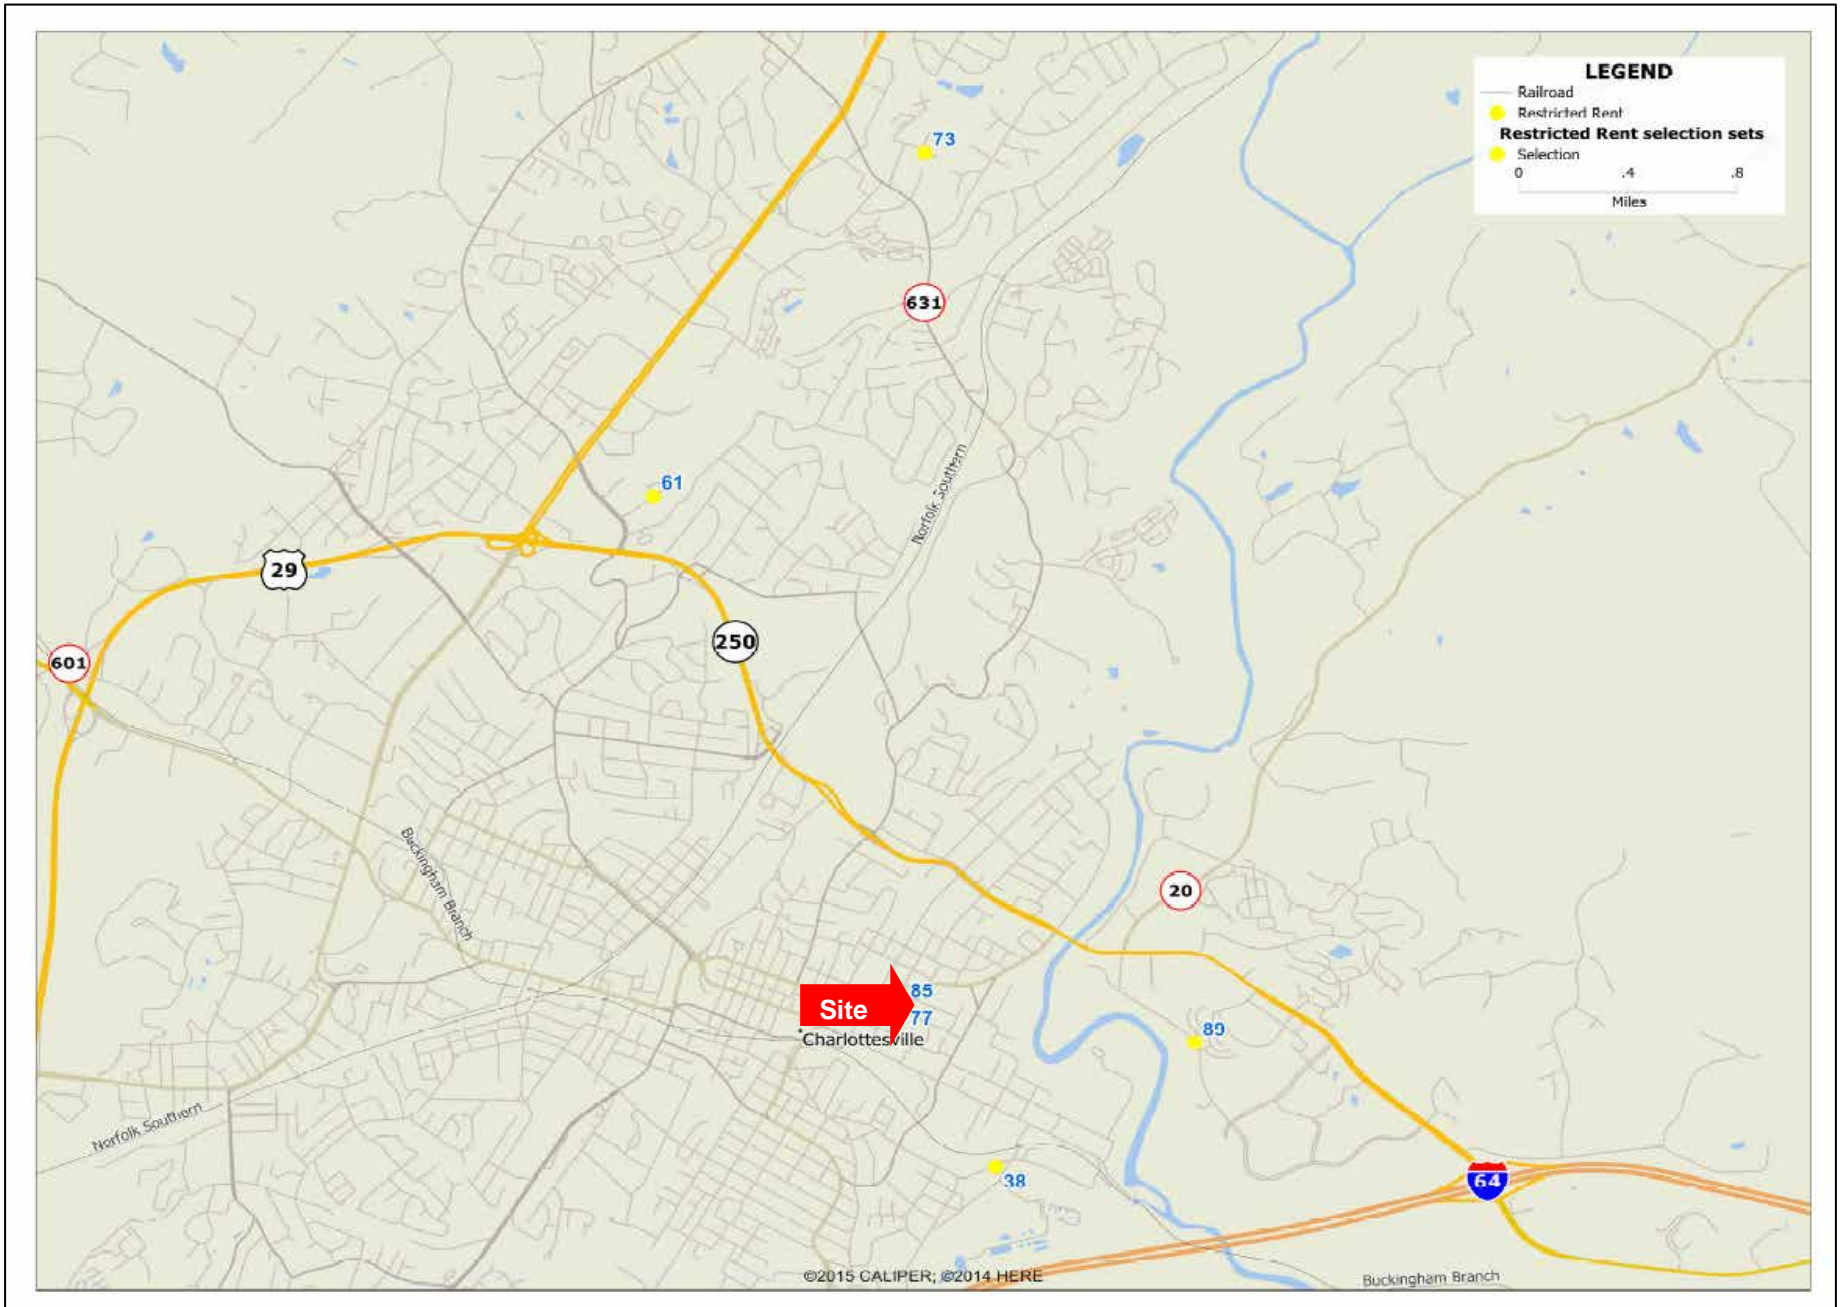 LEGEND
Railroad
Restricted Rent
Restricted Rent selection sets
Selection
0 .4 .8
Miles
73
631
Norfolk Southern
61
29
250
601
Buckingham Branch
20
Site
85
77
Charlottesville
89
Norfolk Southern
38
64
©2015 CALIPER; ©2014 HERE
Buckingham Branch